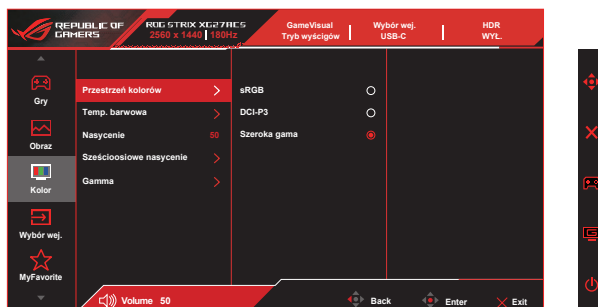 REPUBLIC OF
GAMERS
ROG STRIX XG27ACS
2560 x 1440 180Hz
GameVisual
Tryb wyścigów
Wybór wej.
USB-C
HDR
WYŁ.
Gry
Obraz
Kolor
Wybór wej.
MyFavorite
Przestrzeń kolorów
Temp. barwowa
Nasycenie 50
Sześcioosiowe nasycenie
Gamma
sRGB
DCI-P3
Szeroka gama
Volume 50
Back
Enter
Exit